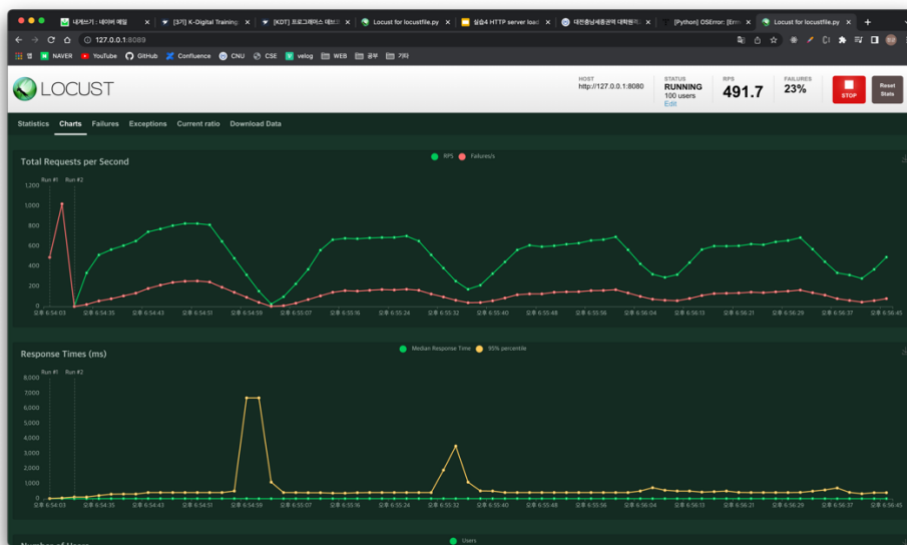 내게쓰기 : 네이버 메일
[3기] K-Digital Training
[KDT] 프로그래머스 데브코
Locust for locustfile.py
실습4 HTTP server load
[Python] OSError: [Errn
Locust for locustfile.py
127.0.0.1:8089
앱 NAVER YouTube GitHub Confluence CNU CSE velog WEB 공부 기타
LOCUST
HOST
http://127.0.0.1:8080
STATUS
RUNNING
100 users
Edit
RPS
491.7
FAILURES
23%
STOP
Reset
Stats
Statistics Charts Failures Exceptions Current ratio Download Data
Total Requests per Second
RPS Failures/s
Run #1 Run #2
1,200
1,000
800
600
400
200
0
오후 6:54:03 오후 6:54:35 오후 6:54:43 오후 6:54:51 오후 6:54:59 오후 6:55:07 오후 6:55:16 오후 6:55:24 오후 6:55:32 오후 6:55:40 오후 6:55:48 오후 6:55:56 오후 6:56:04 오후 6:56:13 오후 6:56:21 오후 6:56:29 오후 6:56:37 오후 6:56:45
Response Times (ms)
Median Response Time 95% percentile
Run #1 Run #2
8,000
7,000
6,000
5,000
4,000
3,000
2,000
1,000
0
오후 6:54:03 오후 6:54:35 오후 6:54:43 오후 6:54:51 오후 6:54:59 오후 6:55:07 오후 6:55:16 오후 6:55:24 오후 6:55:32 오후 6:55:40 오후 6:55:48 오후 6:55:56 오후 6:56:04 오후 6:56:13 오후 6:56:21 오후 6:56:29 오후 6:56:37 오후 6:56:45
Number of Users
Users